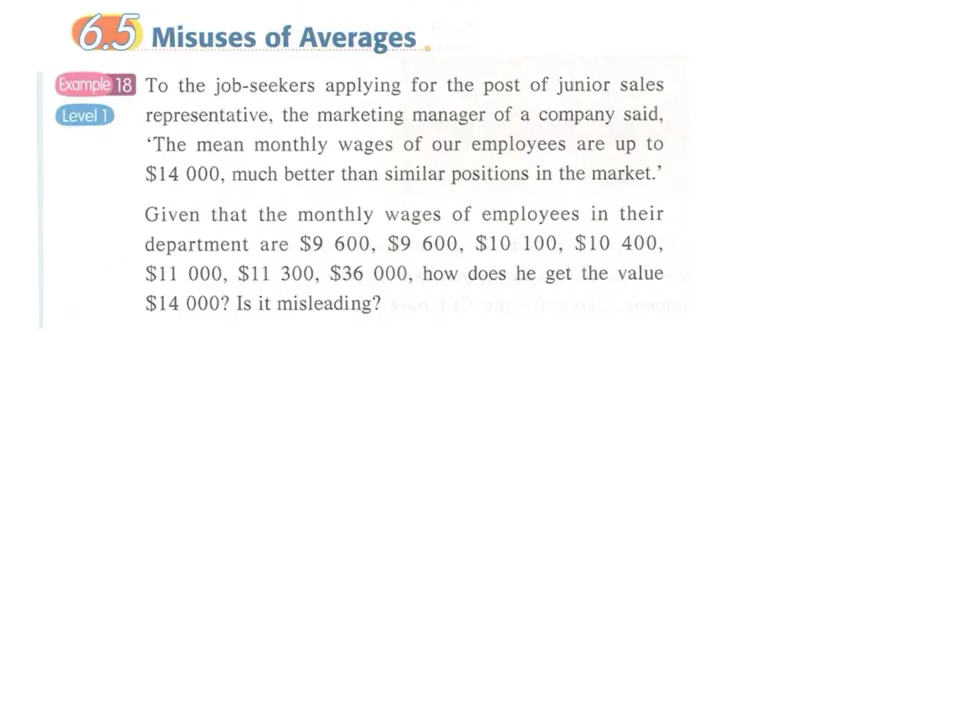 6.5 Misuses of Averages
Example 18 To the job-seekers applying for the post of junior sales
Level 1 representative, the marketing manager of a company said,
‘The mean monthly wages of our employees are up to
$14 000, much better than similar positions in the market.’
Given that the monthly wages of employees in their
department are $9 600, $9 600, $10 100, $10 400,
$11 000, $11 300, $36 000, how does he get the value
$14 000? Is it misleading?